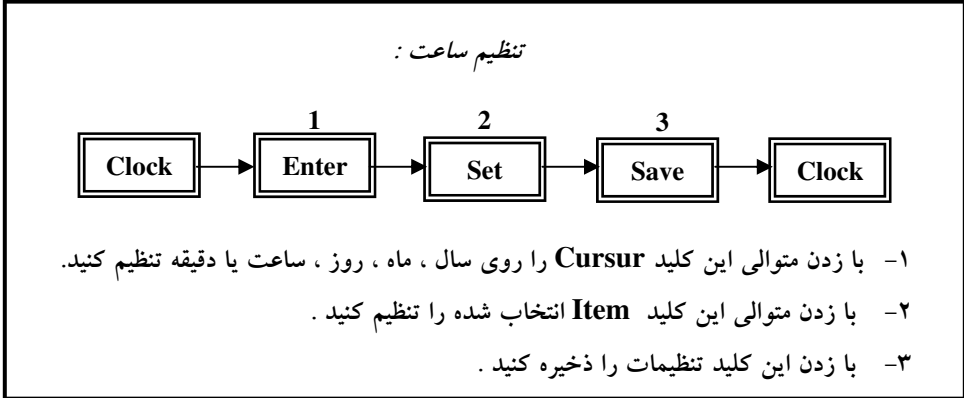 تنظیم ساعت :
1 2 3
Clock Enter Set Save Clock
۱- با زدن متوالی این کلید Cursur را روی سال ، ماه ، روز ، ساعت یا دقیقه تنظیم کنید.
۲- با زدن متوالی این کلید Item انتخاب شده را تنظیم کنید .
۳- با زدن این کلید تنظیمات را ذخیره کنید .